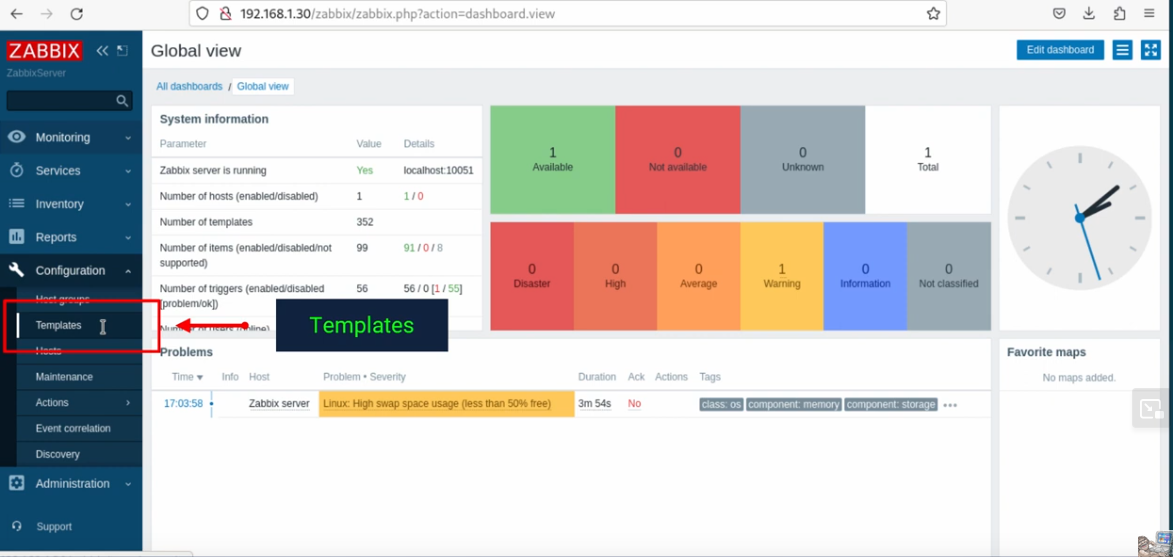 192.168.1.30/zabbix/zabbix.php?action=dashboard.view
ZABBIX
ZabbixServer
Monitoring
Services
Inventory
Reports
Configuration
Host groups
Templates
Hosts
Maintenance
Actions
Event correlation
Discovery
Administration
Support
Global view
Edit dashboard
All dashboards / Global view
System information
Parameter Value Details
Zabbix server is running Yes localhost:10051
Number of hosts (enabled/disabled) 1 1 / 0
Number of templates 352
Number of items (enabled/disabled/not supported) 99 91 / 0 / 8
Number of triggers (enabled/disabled [problem/ok]) 56 56 / 0 [1 / 55]
Number of users (online)
Templates
1 Available
0 Not available
0 Unknown
1 Total
0 Disaster
0 High
0 Average
1 Warning
0 Information
0 Not classified
Problems
Time Info Host Problem • Severity Duration Ack Actions Tags
17:03:58 Zabbix server Linux: High swap space usage (less than 50% free) 3m 54s No class: os component: memory component: storage •••
Favorite maps
No maps added.